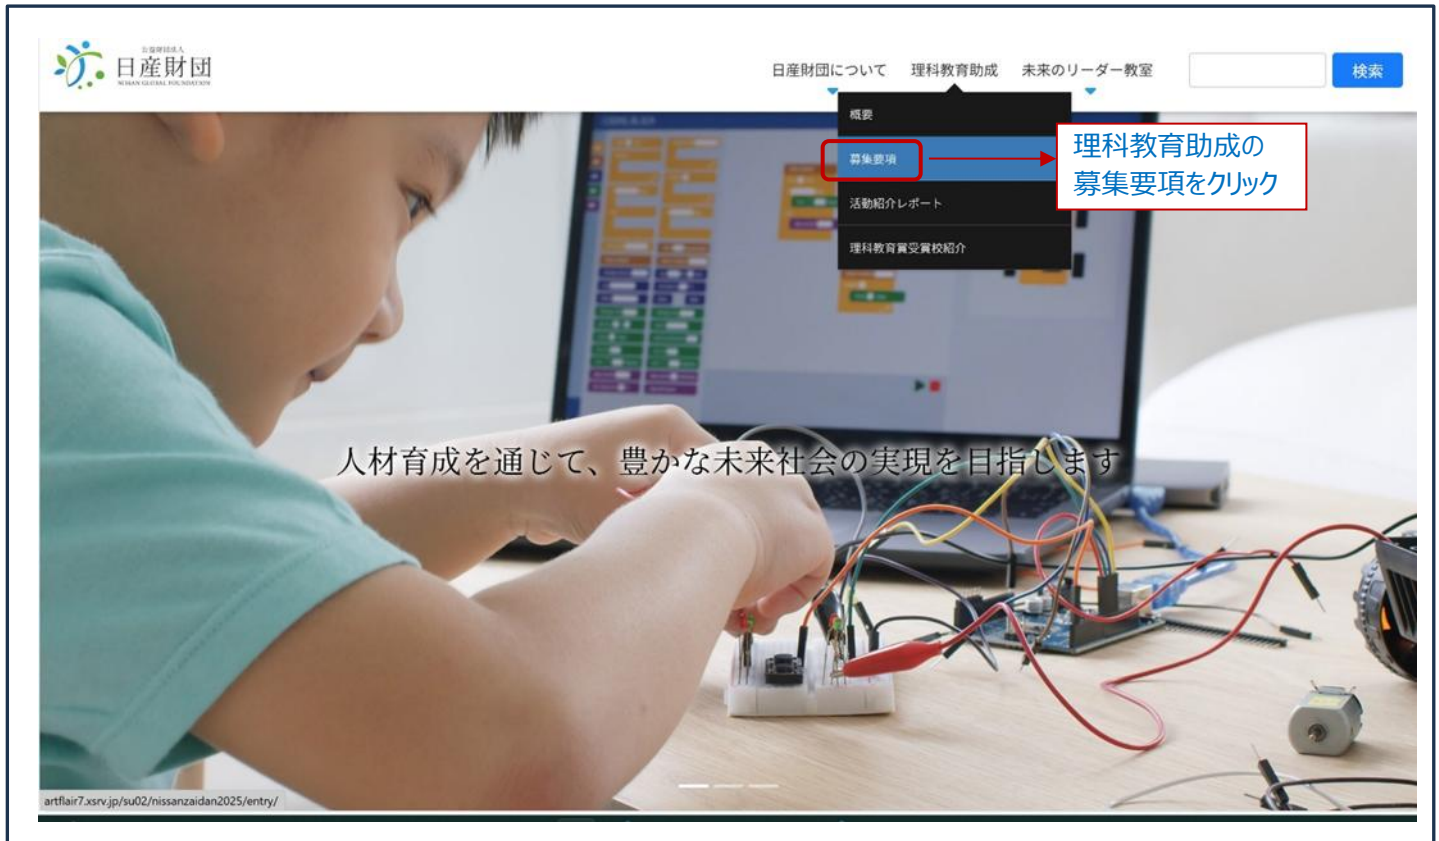 公益財団法人
日産財団
NISSAN GLOBAL FOUNDATION
日産財団について 理科教育助成 未来のリーダー教室 検索
概要
募集要項
活動紹介レポート
理科教育賞受賞校紹介
理科教育助成の
募集要項をクリック
人材育成を通じて、豊かな未来社会の実現を目指します
artflair7.xsrv.jp/su02/nissanzaidan2025/entry/